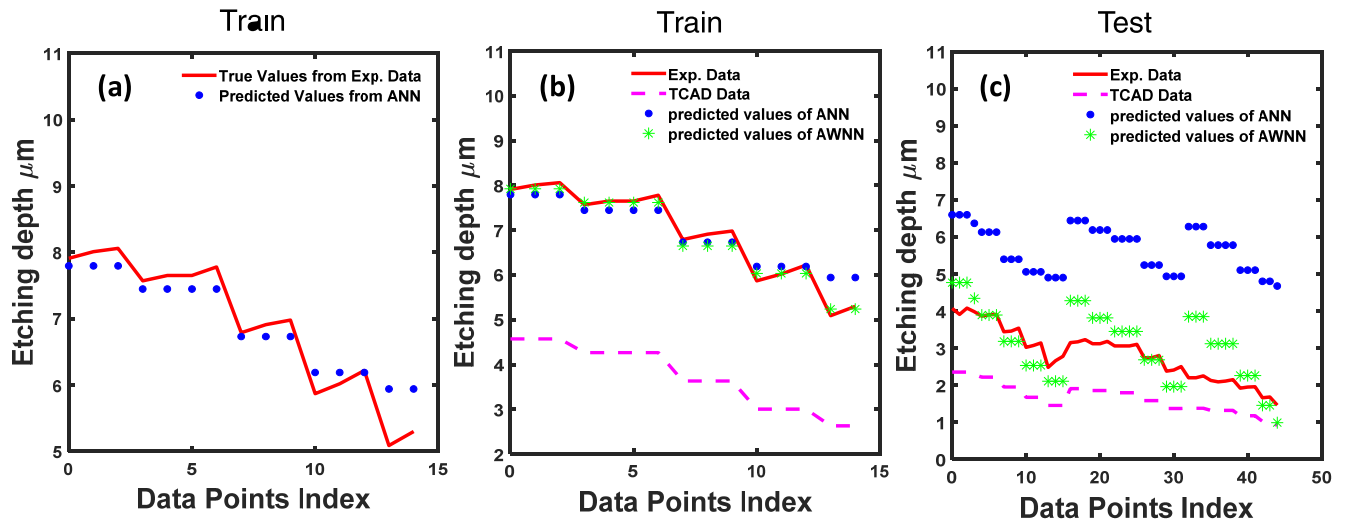 Train
(a)
True Values from Exp. Data
Predicted Values from ANN
Etching depth μm
11
10
9
8
7
6
5
0
5
10
15
Data Points Index
Train
(b)
Exp. Data
TCAD Data
predicted values of ANN
predicted values of AWNN
Etching depth μm
11
10
9
8
7
6
5
4
3
2
0
5
10
15
Data Points Index
Test
(c)
Exp. Data
TCAD Data
predicted values of ANN
predicted values of AWNN
Etching depth μm
11
10
9
8
7
6
5
4
3
2
1
0
0
10
20
30
40
50
Data Points Index